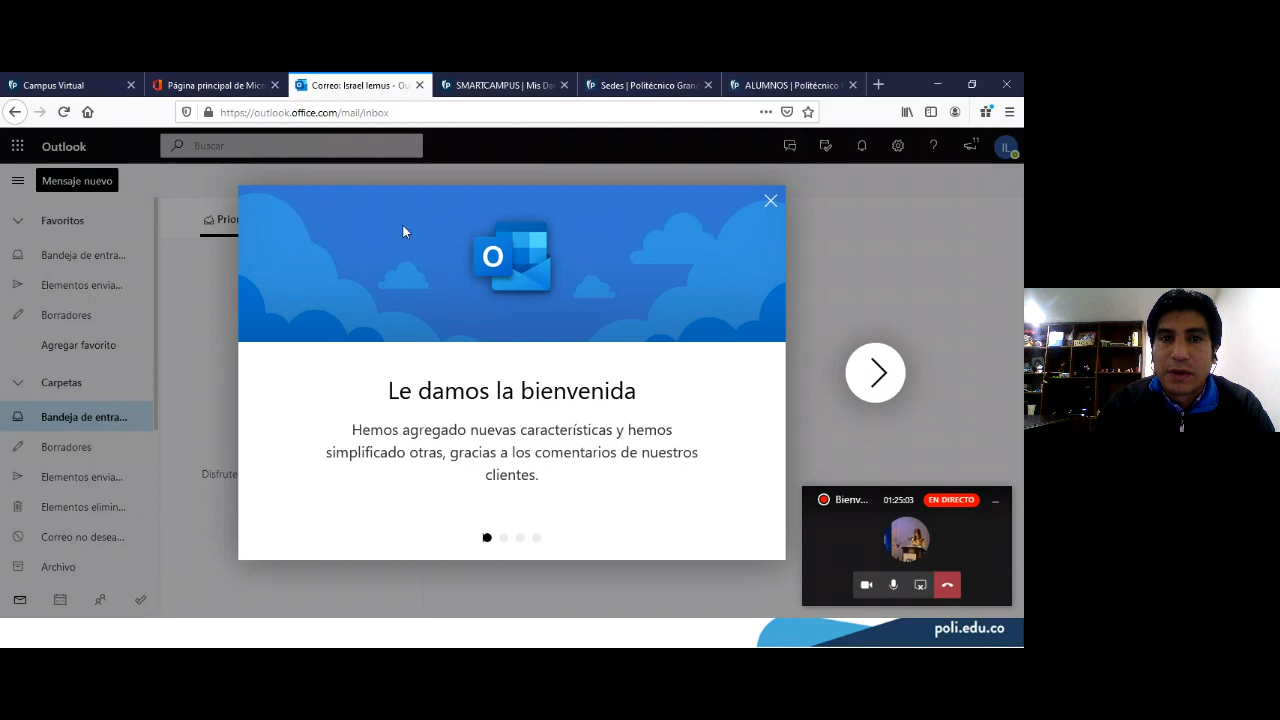 Campus Virtual
Página principal de Micr
Correo: Israel lemus - Ou
SMARTCAMPUS | Mis Da
Sedes | Politécnico Gran
ALUMNOS | Politécnico
https://outlook.office.com/mail/inbox
Outlook
Buscar
11
IL
Mensaje nuevo
Favoritos
Prior
Bandeja de entra...
Elementos envia...
Borradores
Agregar favorito
Carpetas
Bandeja de entra...
Borradores
Elementos envia...
Disfrute
Elementos elimin...
Correo no desea...
Archivo
O
Le damos la bienvenida
Hemos agregado nuevas características y hemos
simplificado otras, gracias a los comentarios de nuestros
clientes.
Bienv...
01:25:03
EN DIRECTO
poli.edu.co